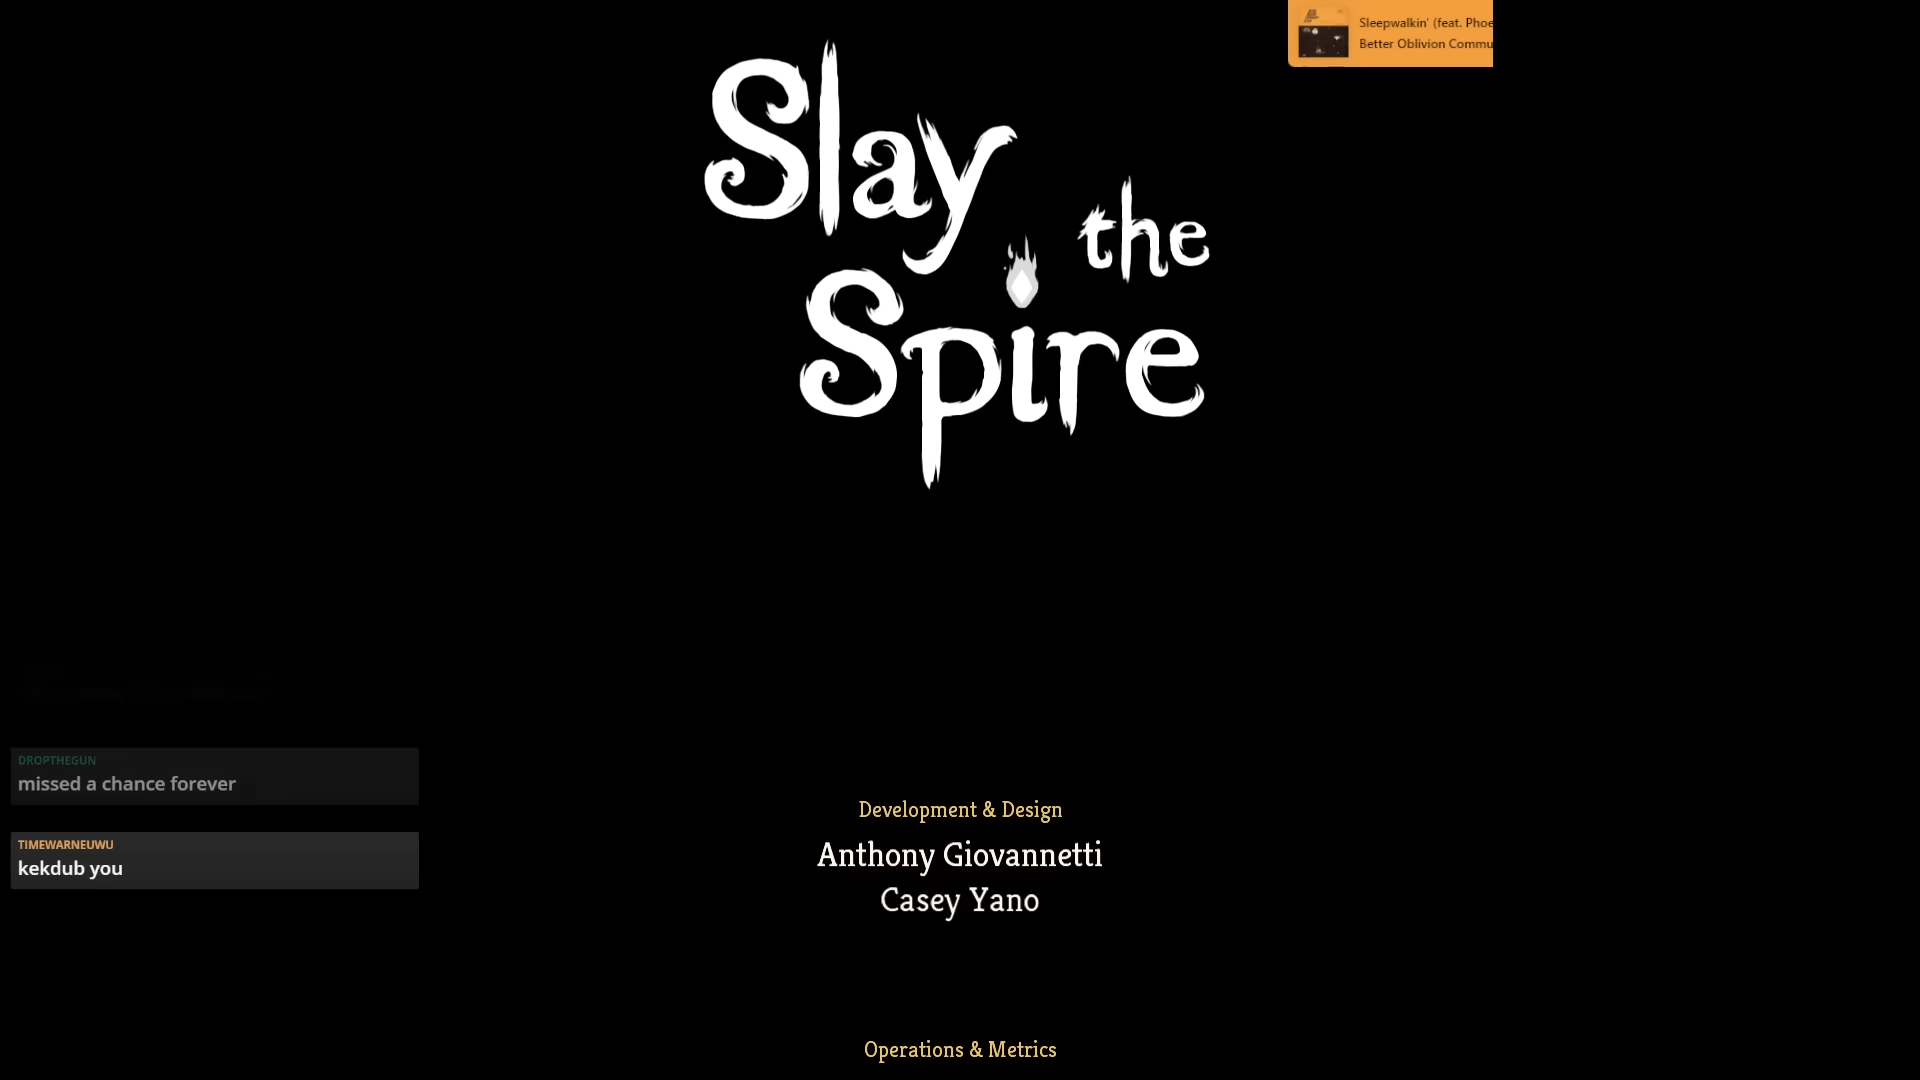 Sleepwalkin' (feat. Phoe
Better Oblivion Commu
Slay
the
Spire
DROPTHEGUN
missed a chance forever
TIMEWARNEUWU
kekdub you
Development & Design
Anthony Giovannetti
Casey Yano
Operations & Metrics